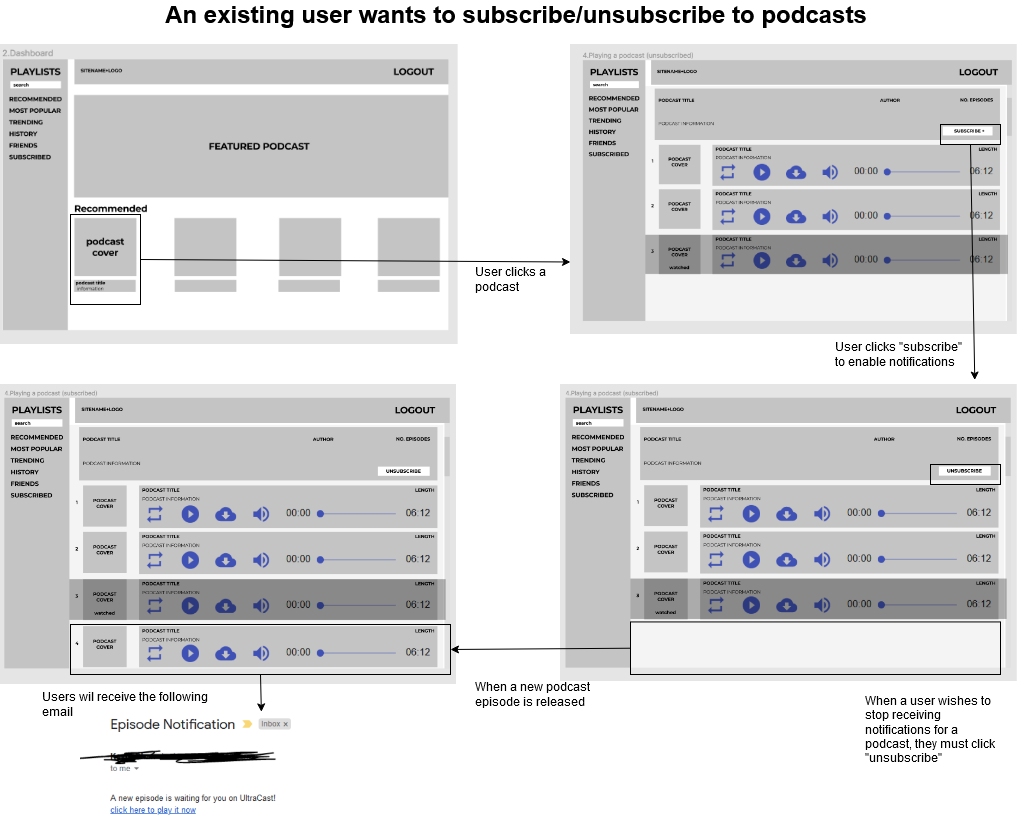 An existing user wants to subscribe/unsubscribe to podcasts
2.Dashboard
PLAYLISTS
search
RECOMMENDED
MOST POPULAR
TRENDING
HISTORY
FRIENDS
SUBSCRIBED
SITENAME+LOGO
LOGOUT
FEATURED PODCAST
Recommended
podcast
cover
podcast title
information
User clicks a
podcast
4.Playing a podcast (unsubscribed)
PLAYLISTS
search
RECOMMENDED
MOST POPULAR
TRENDING
HISTORY
FRIENDS
SUBSCRIBED
SITENAME+LOGO
LOGOUT
PODCAST TITLE AUTHOR NO. EPISODES
PODCAST INFORMATION
SUBSCRIBE +
1
PODCAST
COVER
PODCAST TITLE LENGTH
PODCAST INFORMATION
00:00 06:12
2
PODCAST
COVER
PODCAST TITLE LENGTH
PODCAST INFORMATION
00:00 06:12
3
PODCAST
COVER
watched
PODCAST TITLE LENGTH
PODCAST INFORMATION
00:00 06:12
User clicks "subscribe"
to enable notifications
4.Playing a podcast (subscribed)
PLAYLISTS
search
RECOMMENDED
MOST POPULAR
TRENDING
HISTORY
FRIENDS
SUBSCRIBED
SITENAME+LOGO
LOGOUT
PODCAST TITLE AUTHOR NO. EPISODES
PODCAST INFORMATION
UNSUBSCRIBE
1
PODCAST
COVER
PODCAST TITLE LENGTH
PODCAST INFORMATION
00:00 06:12
2
PODCAST
COVER
PODCAST TITLE LENGTH
PODCAST INFORMATION
00:00 06:12
3
PODCAST
COVER
watched
PODCAST TITLE LENGTH
PODCAST INFORMATION
00:00 06:12
When a user wishes to
stop receiving
notifications for a
podcast, they must click
"unsubscribe"
When a new podcast
episode is released
4.Playing a podcast (subscribed)
PLAYLISTS
search
RECOMMENDED
MOST POPULAR
TRENDING
HISTORY
FRIENDS
SUBSCRIBED
SITENAME+LOGO
LOGOUT
PODCAST TITLE AUTHOR NO. EPISODES
PODCAST INFORMATION
UNSUBSCRIBE
1
PODCAST
COVER
PODCAST TITLE LENGTH
PODCAST INFORMATION
00:00 06:12
2
PODCAST
COVER
PODCAST TITLE LENGTH
PODCAST INFORMATION
00:00 06:12
3
PODCAST
COVER
watched
PODCAST TITLE LENGTH
PODCAST INFORMATION
00:00 06:12
4
PODCAST
COVER
PODCAST TITLE LENGTH
PODCAST INFORMATION
00:00 06:12
Users wil receive the following
email
Episode Notification Inbox x
to me
A new episode is waiting for you on UltraCast!
click here to play it now